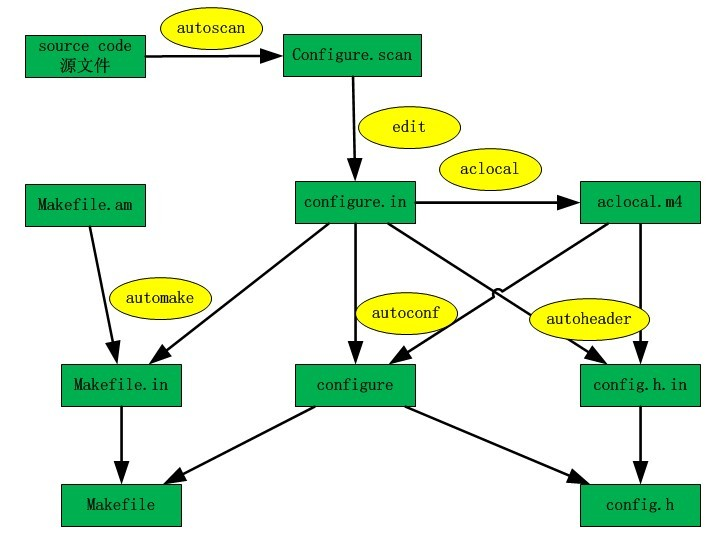 autoscan
source code
源文件
Configure.scan
edit
aclocal
Makefile.am
configure.in
aclocal.m4
automake
autoconf
autoheader
Makefile.in
configure
config.h.in
Makefile
config.h